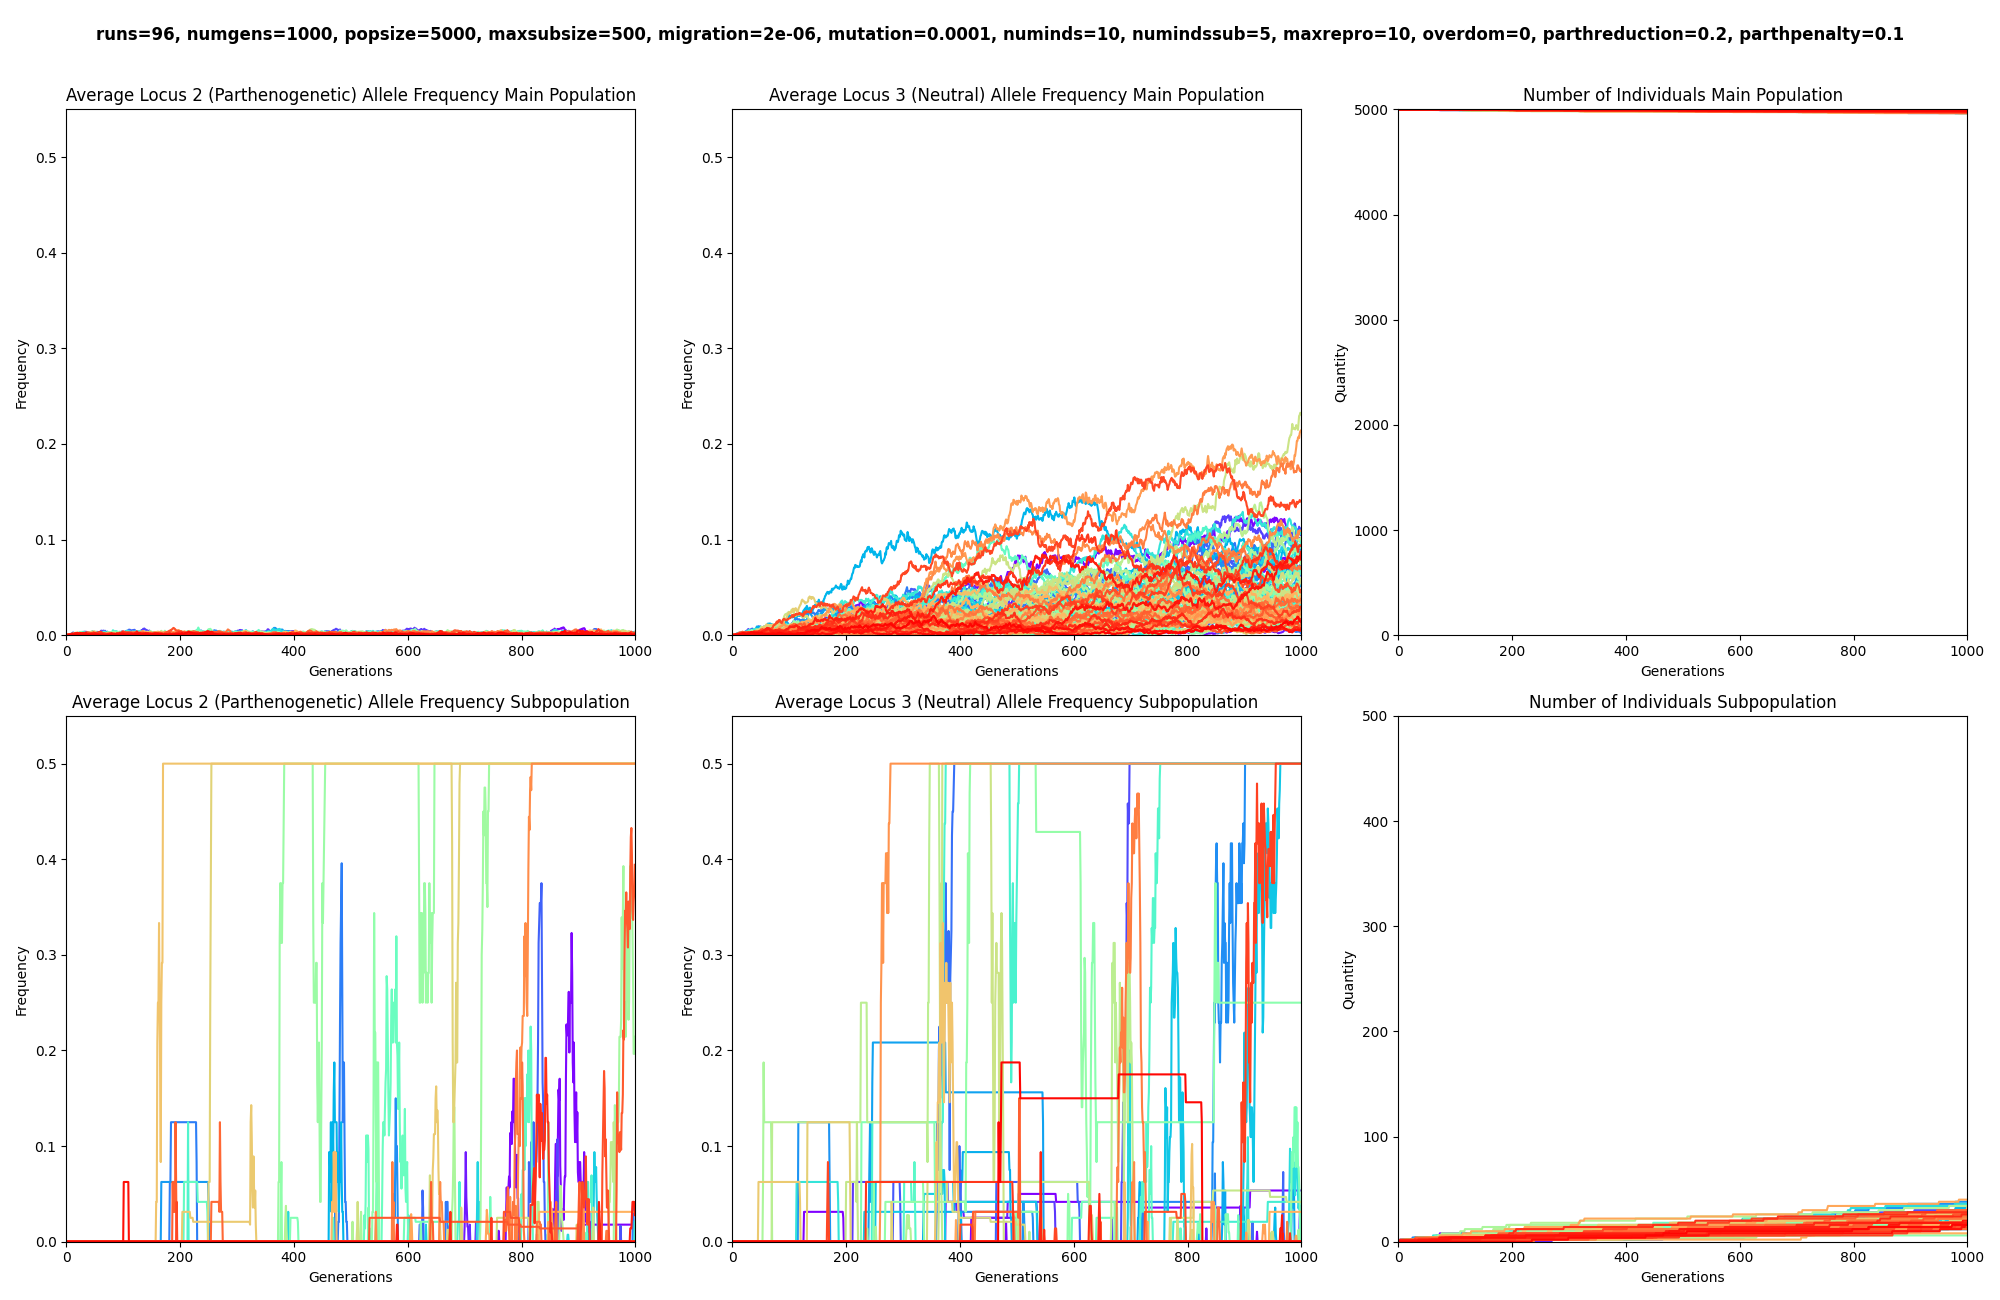 runs=96, numgens=1000, popsize=5000, maxsubsize=500, migration=2e-06, mutation=0.0001, numinds=10, numindssub=5, maxrepro=10, overdom=0, parthreduction=0.2, parthpenalty=0.1
Average Locus 2 (Parthenogenetic) Allele Frequency Main Population
0.5
0.4
0.3
0.2
0.1
0.0
Frequency
0 200 400 600 800 1000
Generations
Average Locus 3 (Neutral) Allele Frequency Main Population
0.5
0.4
0.3
0.2
0.1
0.0
Frequency
0 200 400 600 800 1000
Generations
Number of Individuals Main Population
5000
4000
3000
2000
1000
0
Quantity
0 200 400 600 800 1000
Generations
Average Locus 2 (Parthenogenetic) Allele Frequency Subpopulation
0.5
0.4
0.3
0.2
0.1
0.0
Frequency
0 200 400 600 800 1000
Generations
Average Locus 3 (Neutral) Allele Frequency Subpopulation
0.5
0.4
0.3
0.2
0.1
0.0
Frequency
0 200 400 600 800 1000
Generations
Number of Individuals Subpopulation
500
400
300
200
100
0
Quantity
0 200 400 600 800 1000
Generations